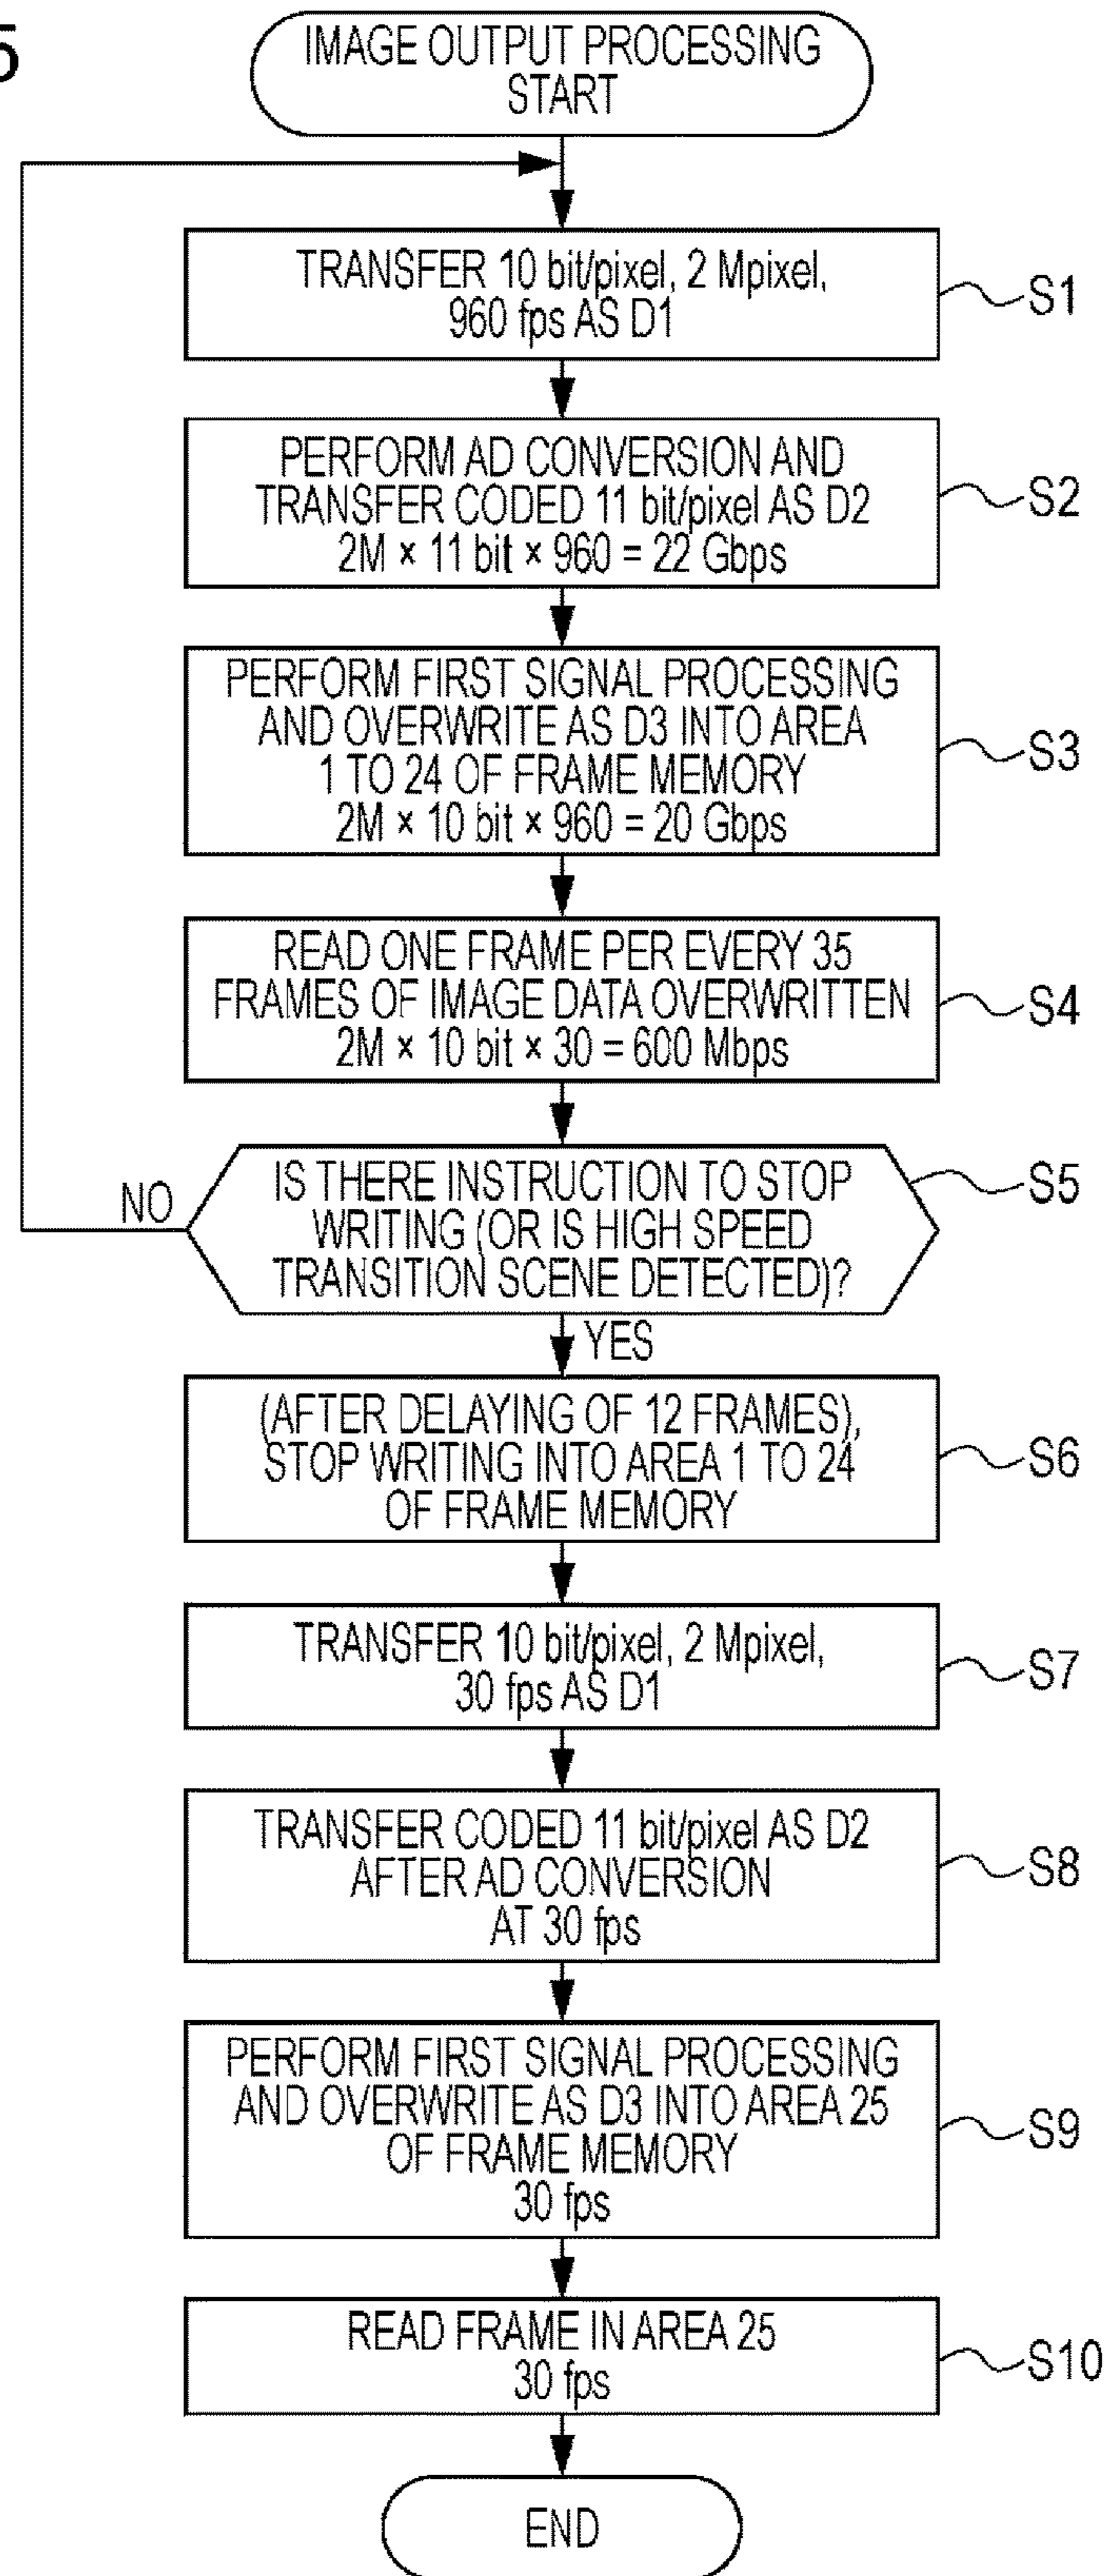 5
IMAGE OUTPUT PROCESSING
START
TRANSFER 10 bit/pixel, 2 Mpixel,
960 fps AS D1
S1
PERFORM AD CONVERSION AND
TRANSFER CODED 11 bit/pixel AS D2
2M × 11 bit × 960 = 22 Gbps
S2
PERFORM FIRST SIGNAL PROCESSING
AND OVERWRITE AS D3 INTO AREA
1 TO 24 OF FRAME MEMORY
2M × 10 bit × 960 = 20 Gbps
S3
READ ONE FRAME PER EVERY 35
FRAMES OF IMAGE DATA OVERWRITTEN
2M × 10 bit × 30 = 600 Mbps
S4
IS THERE INSTRUCTION TO STOP
WRITING (OR IS HIGH SPEED
TRANSITION SCENE DETECTED)?
S5
NO
YES
(AFTER DELAYING OF 12 FRAMES),
STOP WRITING INTO AREA 1 TO 24
OF FRAME MEMORY
S6
TRANSFER 10 bit/pixel, 2 Mpixel,
30 fps AS D1
S7
TRANSFER CODED 11 bit/pixel AS D2
AFTER AD CONVERSION
AT 30 fps
S8
PERFORM FIRST SIGNAL PROCESSING
AND OVERWRITE AS D3 INTO AREA 25
OF FRAME MEMORY
30 fps
S9
READ FRAME IN AREA 25
30 fps
S10
END